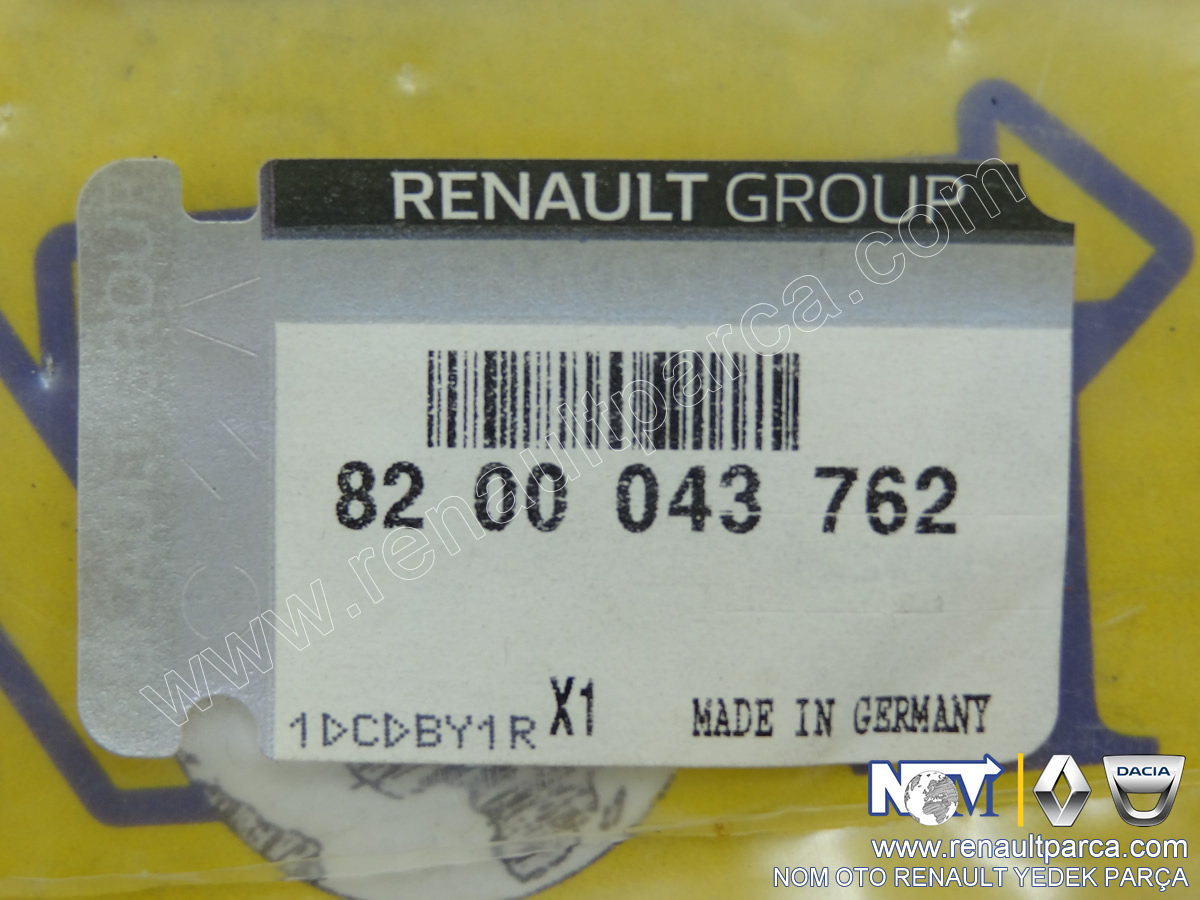 RENAULT GROUP
82 00 043 762
1DCDBY1R X1 MADE IN GERMANY
www.renaultparca.com
NOM
DACIA
www.renaultparca.com
NOM OTO RENAULT YEDEK PARÇA